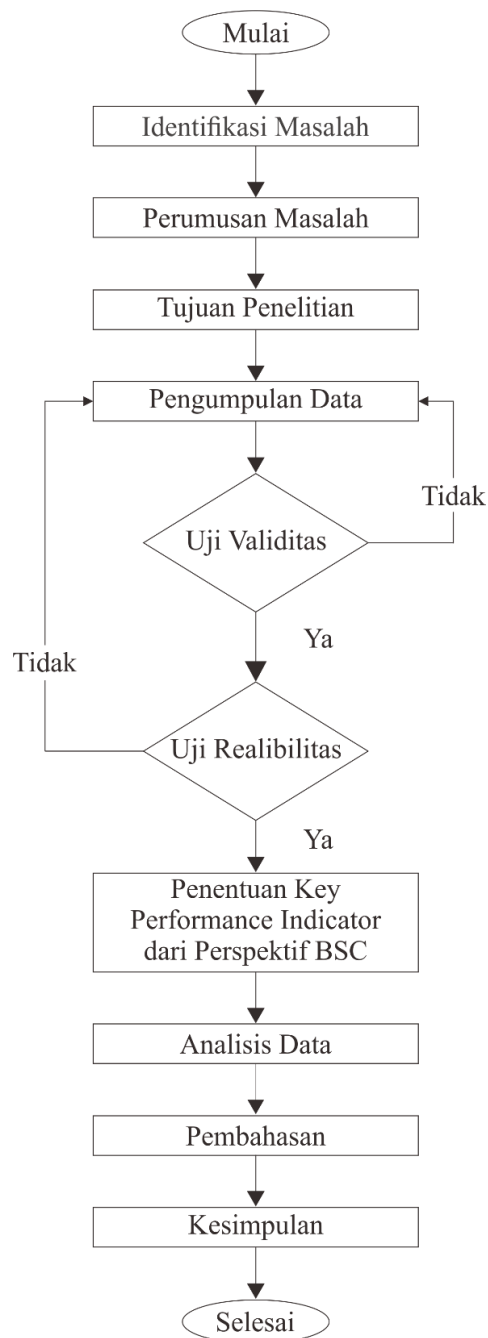 Mulai
Identifikasi Masalah
Perumusan Masalah
Tujuan Penelitian
Pengumpulan Data
Tidak
Uji Validitas
Ya
Tidak
Uji Realibilitas
Ya
Penentuan Key
Performance Indicator
dari Perspektif BSC
Analisis Data
Pembahasan
Kesimpulan
Selesai